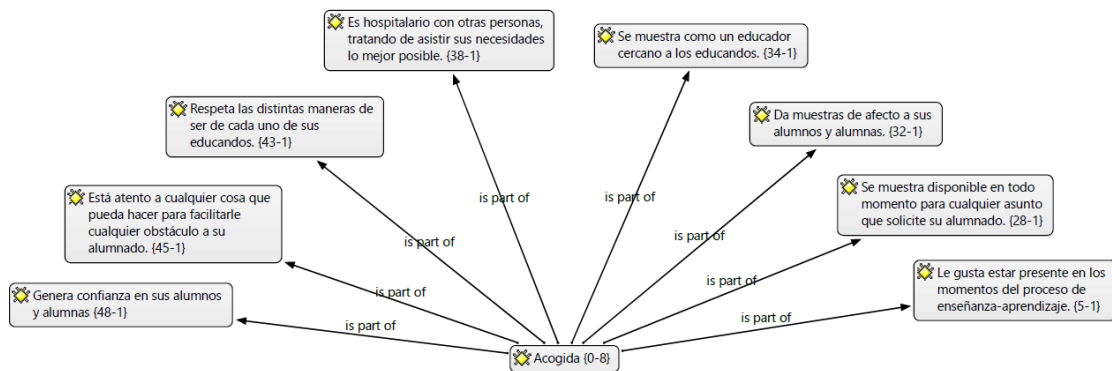 Es hospitalario con otras personas,
tratando de asistir sus necesidades
lo mejor posible. {38-1}
Se muestra como un educador
cercano a los educandos. {34-1}
Respeta las distintas maneras de
ser de cada uno de sus
educandos. {43-1}
Da muestras de afecto a sus
alumnos y alumnas. {32-1}
Está atento a cualquier cosa que
pueda hacer para facilitarle
cualquier obstáculo a su
alumnado. {45-1}
Se muestra disponible en todo
momento para cualquier asunto
que solicite su alumnado. {28-1}
Genera confianza en sus alumnos
y alumnas {48-1}
Le gusta estar presente en los
momentos del proceso de
enseñanza-aprendizaje. {5-1}
is part of
is part of
is part of
is part of
is part of
is part of
is part of
is part of
Acogida {0-8}